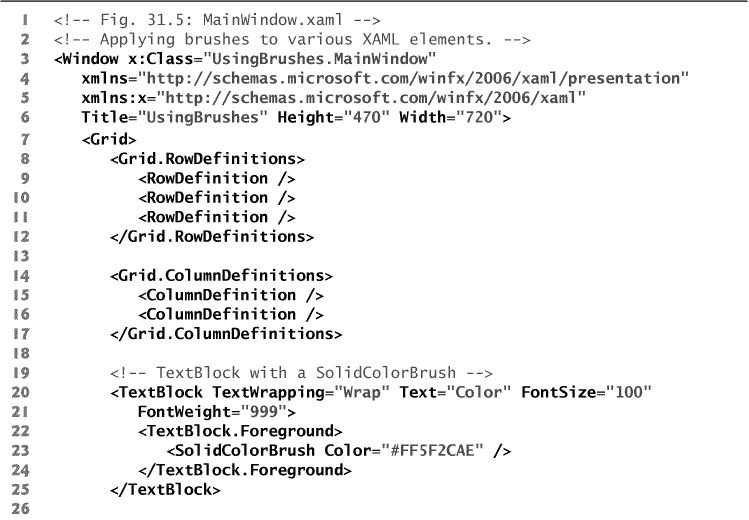 1 <!-- Fig. 31.5: MainWindow.xaml -->
2 <!-- Applying brushes to various XAML elements. -->
3 <Window x:Class="UsingBrushes.MainWindow"
4 xmlns="http://schemas.microsoft.com/winfx/2006/xaml/presentation"
5 xmlns:x="http://schemas.microsoft.com/winfx/2006/xaml"
6 Title="UsingBrushes" Height="470" Width="720">
7 <Grid>
8 <Grid.RowDefinitions>
9 <RowDefinition />
10 <RowDefinition />
11 <RowDefinition />
12 </Grid.RowDefinitions>
13
14 <Grid.ColumnDefinitions>
15 <ColumnDefinition />
16 <ColumnDefinition />
17 </Grid.ColumnDefinitions>
18
19 <!-- TextBlock with a SolidColorBrush -->
20 <TextBlock TextWrapping="Wrap" Text="Color" FontSize="100"
21 FontWeight="999">
22 <TextBlock.Foreground>
23 <SolidColorBrush Color="#FF5F2CAE" />
24 </TextBlock.Foreground>
25 </TextBlock>
26